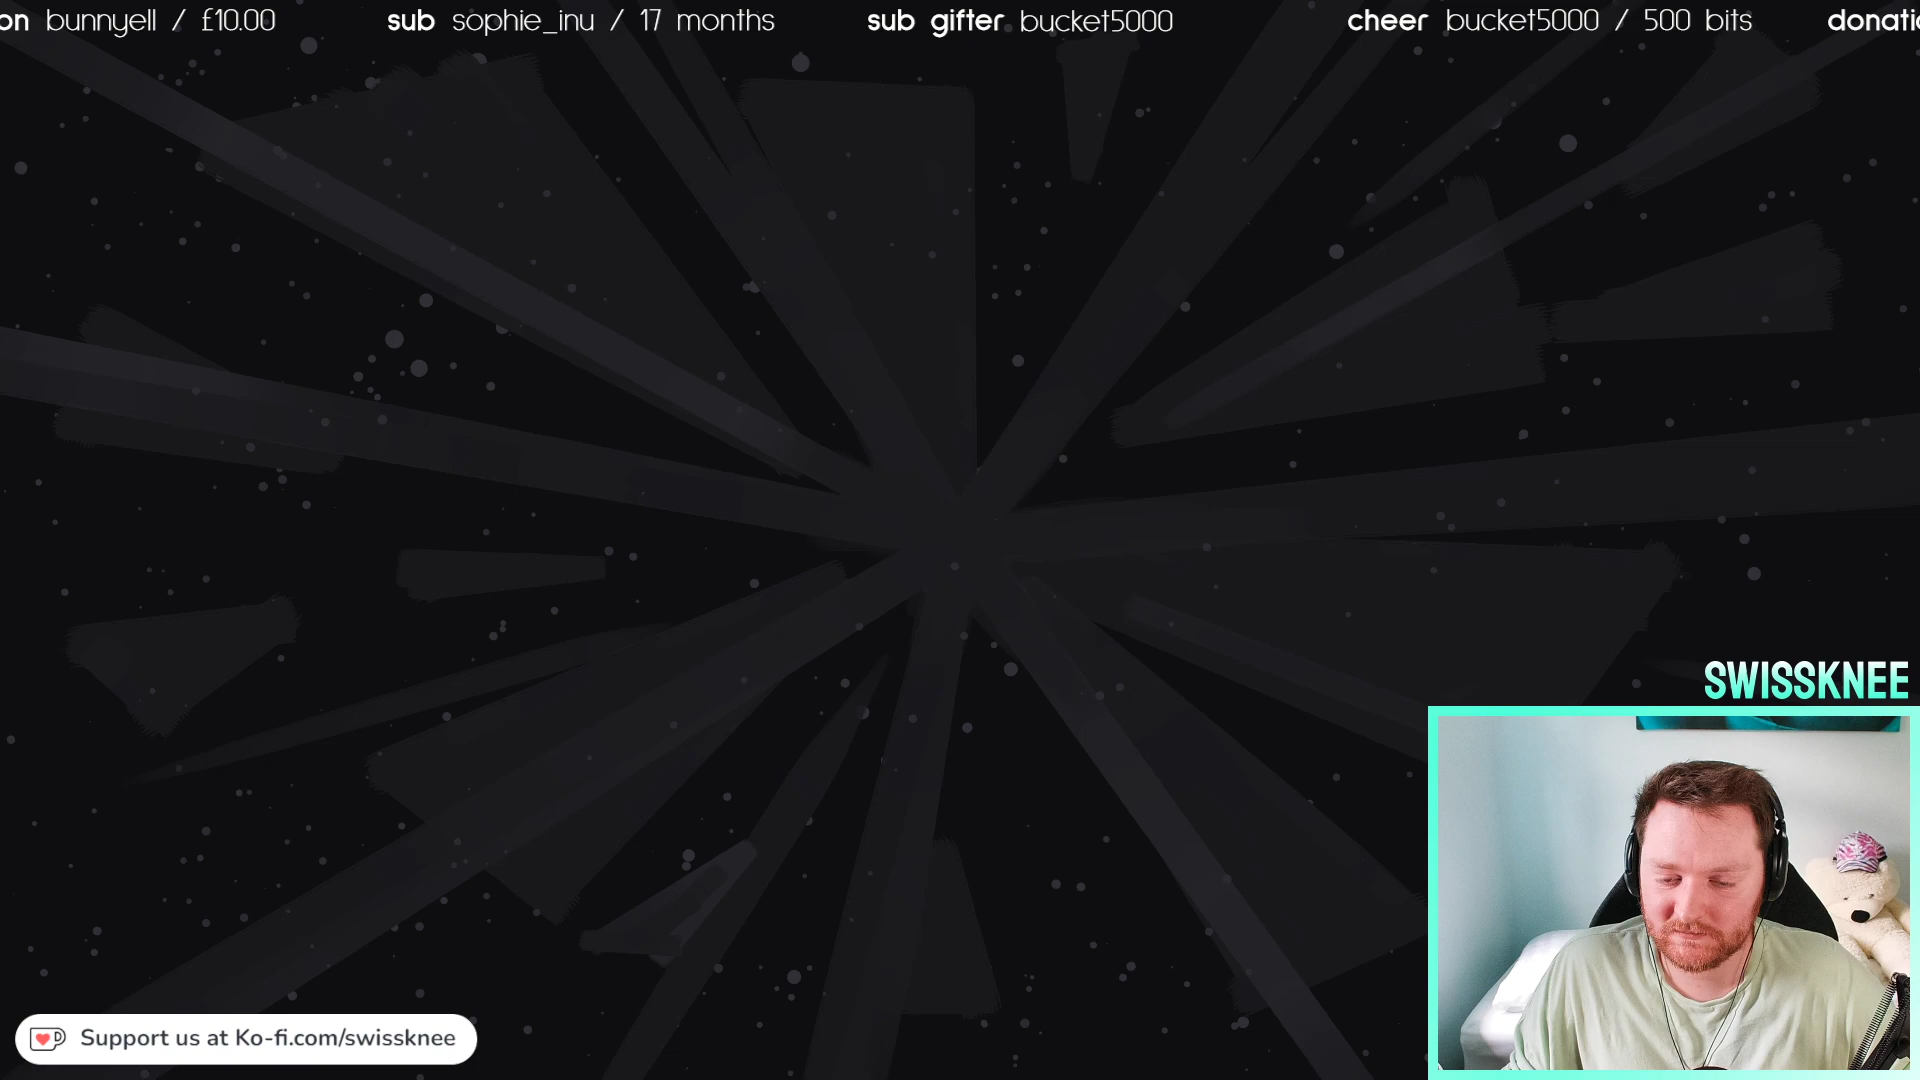 on bunnyell / £10.00 sub sophie_inu / 17 months sub gifter bucket5000 cheer bucket5000 / 500 bits donatio
SWISSKNEE
Support us at Ko-fi.com/swissknee